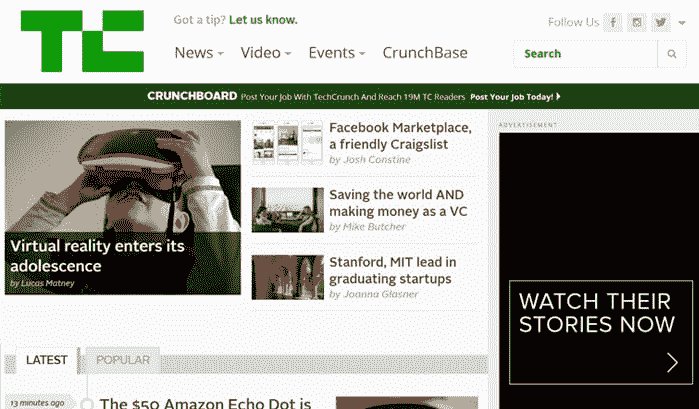 TC
Got a tip? Let us know.
Follow Us
News Video Events CrunchBase
Search
CRUNCHBOARD Post Your Job With TechCrunch And Reach 19M TC Readers Post Your Job Today!
Virtual reality enters its
adolescence
by Lucas Matney
Facebook Marketplace,
a friendly Craigslist
by Josh Constine
Saving the world AND
making money as a VC
by Mike Butcher
Stanford, MIT lead in
graduating startups
by Joanna Glasner
ADVERTISEMENT
WATCH THEIR
STORIES NOW
LATEST POPULAR
13 minutes ago
The $50 Amazon Echo Dot is